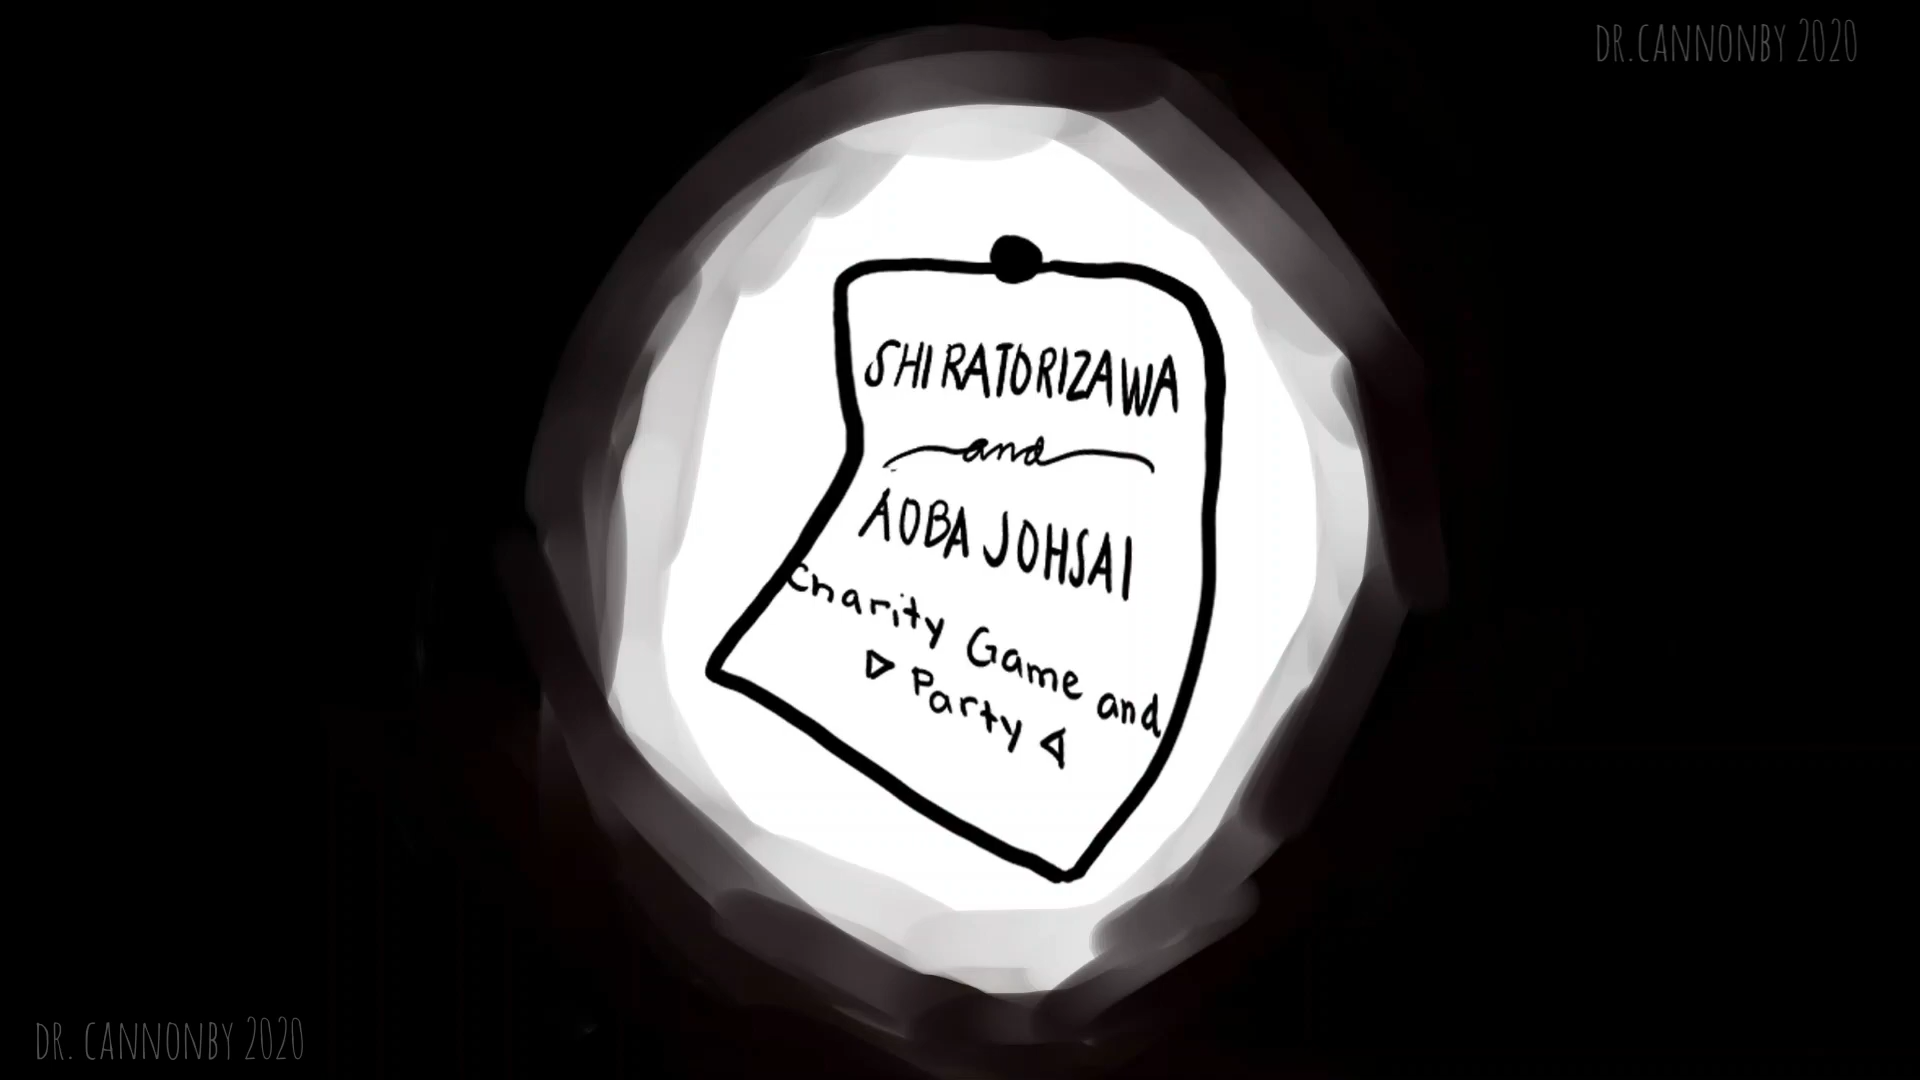 DR.CANNONBY 2020
SHIRATORIZAWA
and
AOBA JOHSAI
Charity Game and
Party
DR. CANNONBY 2020